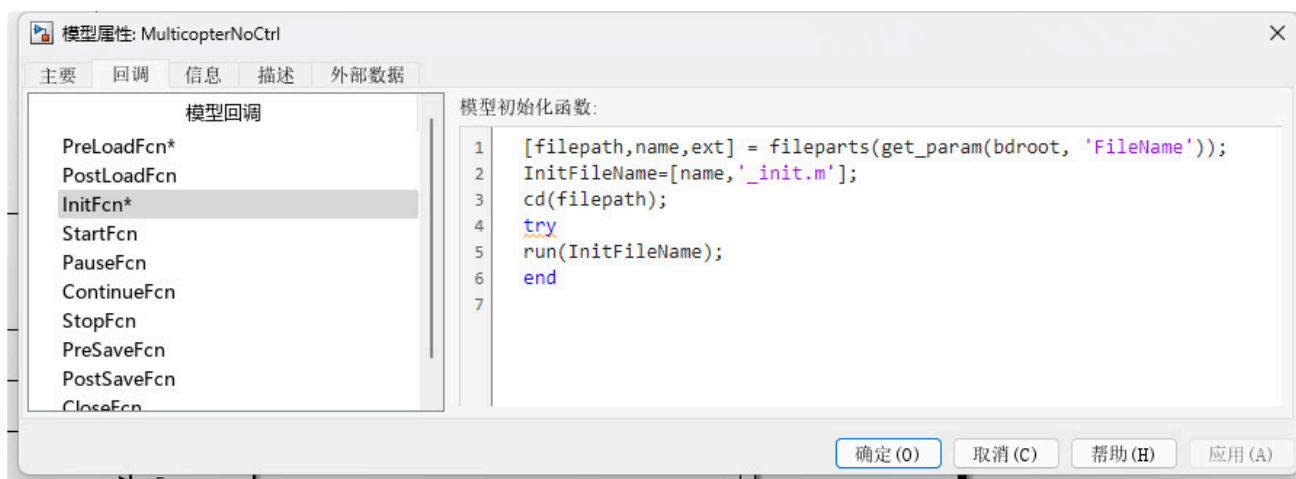 模型属性: MulticopterNoCtrl
主要 回调 信息 描述 外部数据
模型回调
PreLoadFcn*
PostLoadFcn
InitFcn*
StartFcn
PauseFcn
ContinueFcn
StopFcn
PreSaveFcn
PostSaveFcn
CloseFcn
模型初始化函数:
1 [filepath,name,ext] = fileparts(get_param(bdroot, 'FileName'));
2 InitFileName=[name,'_init.m'];
3 cd(filepath);
4 try
5 run(InitFileName);
6 end
7
确定(O) 取消(C) 帮助(H) 应用(A)